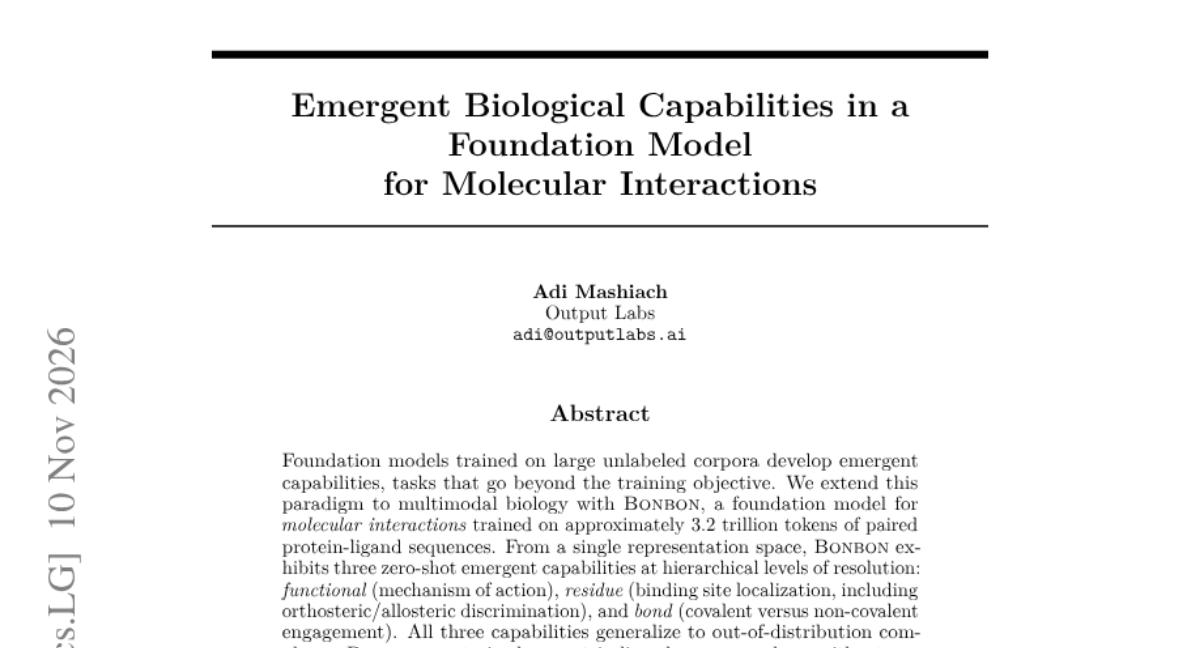 Emergent Biological Capabilities in a
Foundation Model
for Molecular Interactions
Adi Mashiach
Output Labs
adi@outputlabs.ai
Abstract
Foundation models trained on large unlabeled corpora develop emergent
capabilities, tasks that go beyond the training objective. We extend this
paradigm to multimodal biology with BONBON, a foundation model for
molecular interactions trained on approximately 3.2 trillion tokens of paired
protein-ligand sequences. From a single representation space, BONBON ex-
hibits three zero-shot emergent capabilities at hierarchical levels of resolution:
functional (mechanism of action), residue (binding site localization, including
orthosteric/allosteric discrimination), and bond (covalent versus non-covalent
engagement). All three capabilities generalize to out-of-distribution com-
cs.LG] 10 Nov 2026